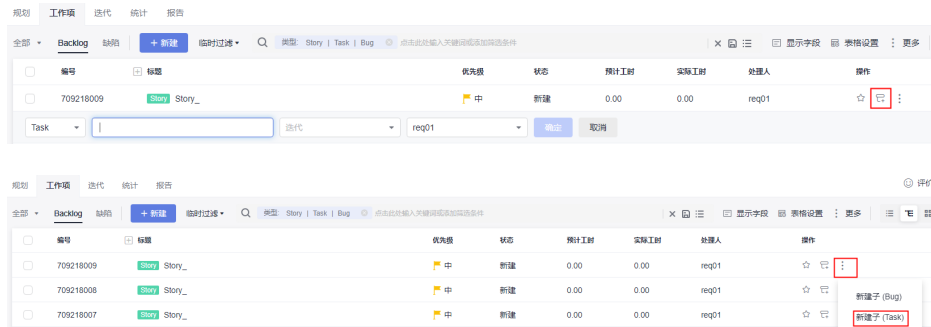 规划 工作项 迭代 统计 报告
全部 Backlog 缺陷 + 新建 临时过滤 类型: Story | Task | Bug 点击此处输入关键词或添加筛选条件 显示字段 表格设置 更多
编号 标题 优先级 状态 预计工时 实际工时 处理人 操作
709218009 Story Story_ 中 新建 0.00 0.00 req01
Task 迭代 req01 确定 取消
规划 工作项 迭代 统计 报告 评价
全部 Backlog 缺陷 + 新建 临时过滤 类型: Story | Task | Bug 点击此处输入关键词或添加筛选条件 显示字段 表格设置 更多
编号 标题 优先级 状态 预计工时 实际工时 处理人 操作
709218009 Story Story_ 中 新建 0.00 0.00 req01
709218008 Story Story_ 中 新建 0.00 0.00 req01
新建子 (Bug)
709218007 Story Story_ 中 新建 0.00 0.00 req01
新建子 (Task)